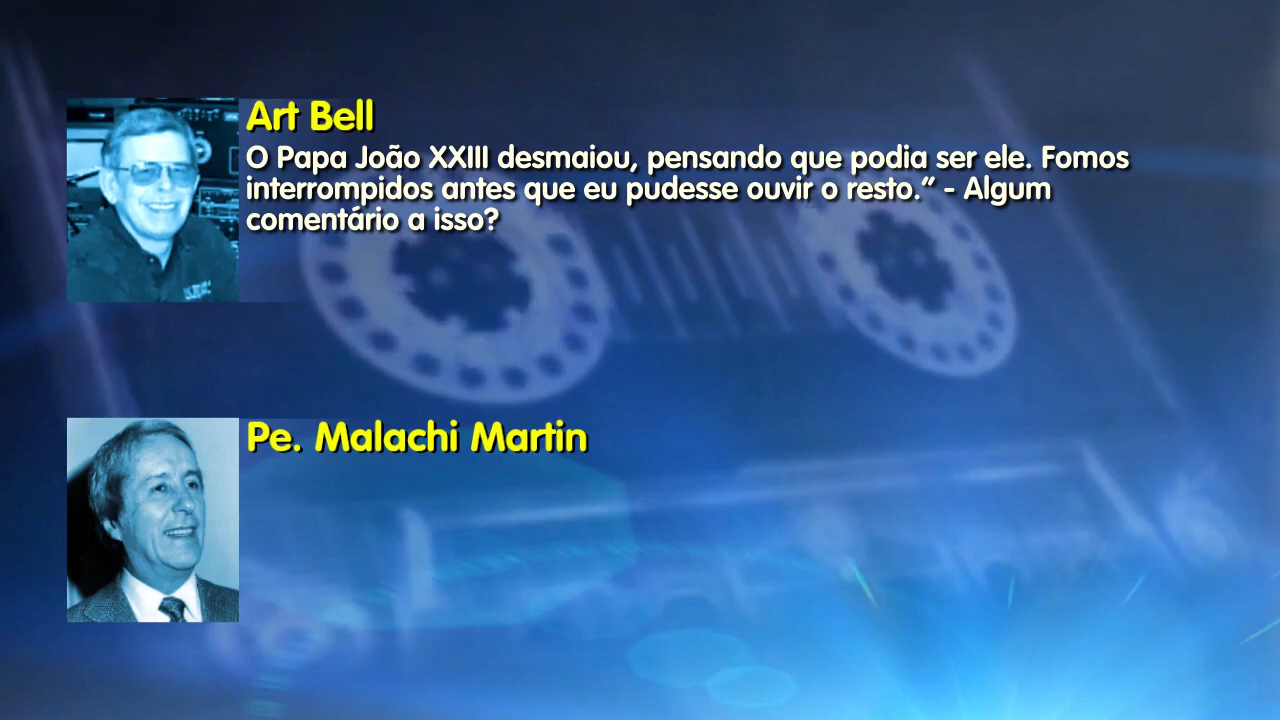 Art Bell
O Papa João XXIII desmaiou, pensando que podia ser ele. Fomos
interrompidos antes que eu pudesse ouvir o resto.” - Algum
comentário a isso?
Pe. Malachi Martin